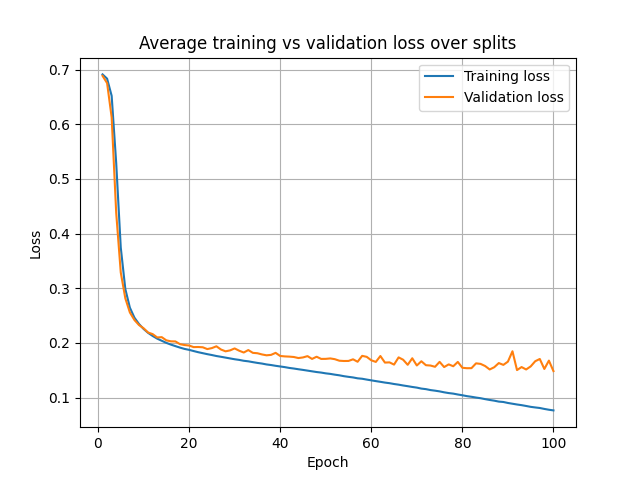 Average training vs validation loss over splits
Training loss
Validation loss
Loss
0.7
0.6
0.5
0.4
0.3
0.2
0.1
0 20 40 60 80 100
Epoch